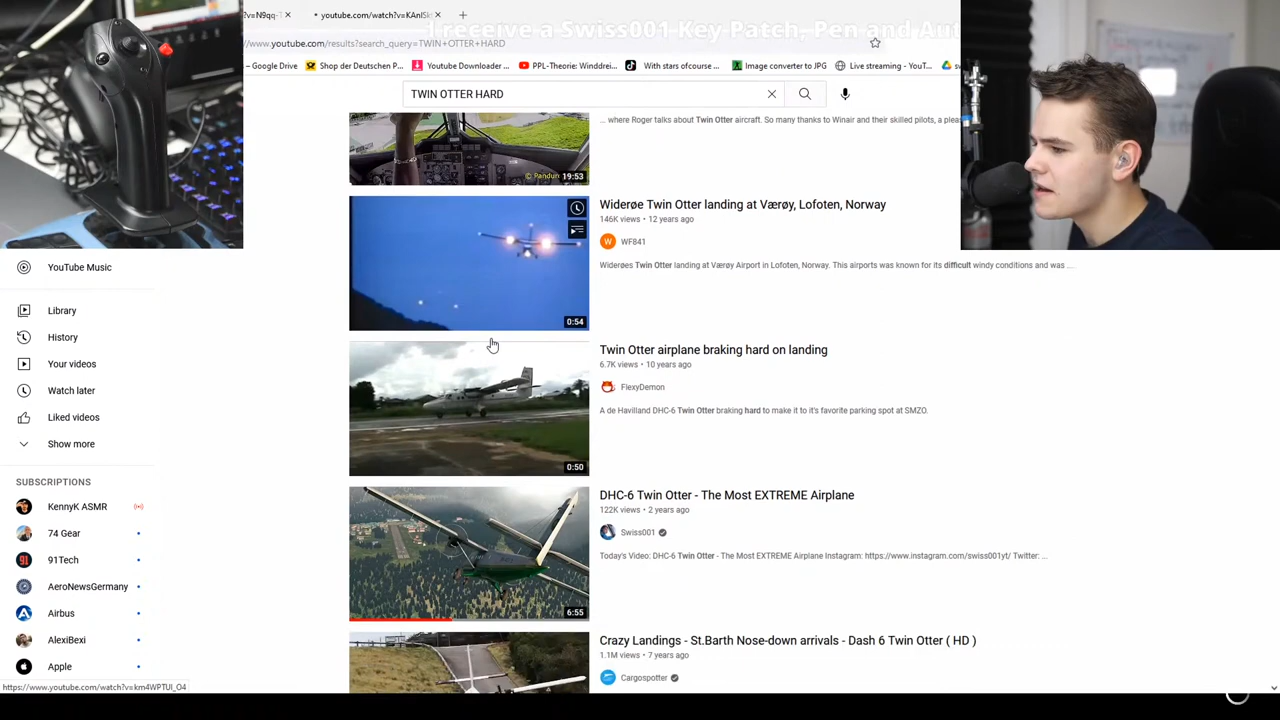 ?v=N9qq-T
youtube.com/watch?v=KAnlSk
I receive a Swiss001 Key Patch, Pen and Aut
/www.youtube.com/results?search_query=TWIN+OTTER+HARD
– Google Drive
Shop der Deutschen P...
Youtube Downloader ...
PPL-Theorie: Winddrei...
With stars ofcourse ...
Image converter to JPG
Live streaming – YouT...
sw
TWIN OTTER HARD
... where Roger talks about Twin Otter aircraft. So many thanks to Winair and their skilled pilots, a pleas
© Pandun
19:53
Widerøe Twin Otter landing at Værøy, Lofoten, Norway
146K views • 12 years ago
W WF841
Widerøes Twin Otter landing at Værøy Airport in Lofoten, Norway. This airports was known for its difficult windy conditions and was ....
0:54
YouTube Music
Library
History
Your videos
Watch later
Liked videos
Show more
Twin Otter airplane braking hard on landing
6.7K views • 10 years ago
FlexyDemon
A de Havilland DHC-6 Twin Otter braking hard to make it to it's favorite parking spot at SMZO.
0:50
SUBSCRIPTIONS
KennyK ASMR
74 Gear
91 91Tech
AeroNewsGermany
Airbus
AlexiBexi
Apple
DHC-6 Twin Otter - The Most EXTREME Airplane
122K views • 2 years ago
Swiss001
Today's Video: DHC-6 Twin Otter - The Most EXTREME Airplane Instagram: https://www.instagram.com/swiss001yt/ Twitter: ...
6:55
Crazy Landings - St.Barth Nose-down arrivals - Dash 6 Twin Otter ( HD )
1.1M views • 7 years ago
Cargospotter
https://www.youtube.com/watch?v=km4WPTUI_O4